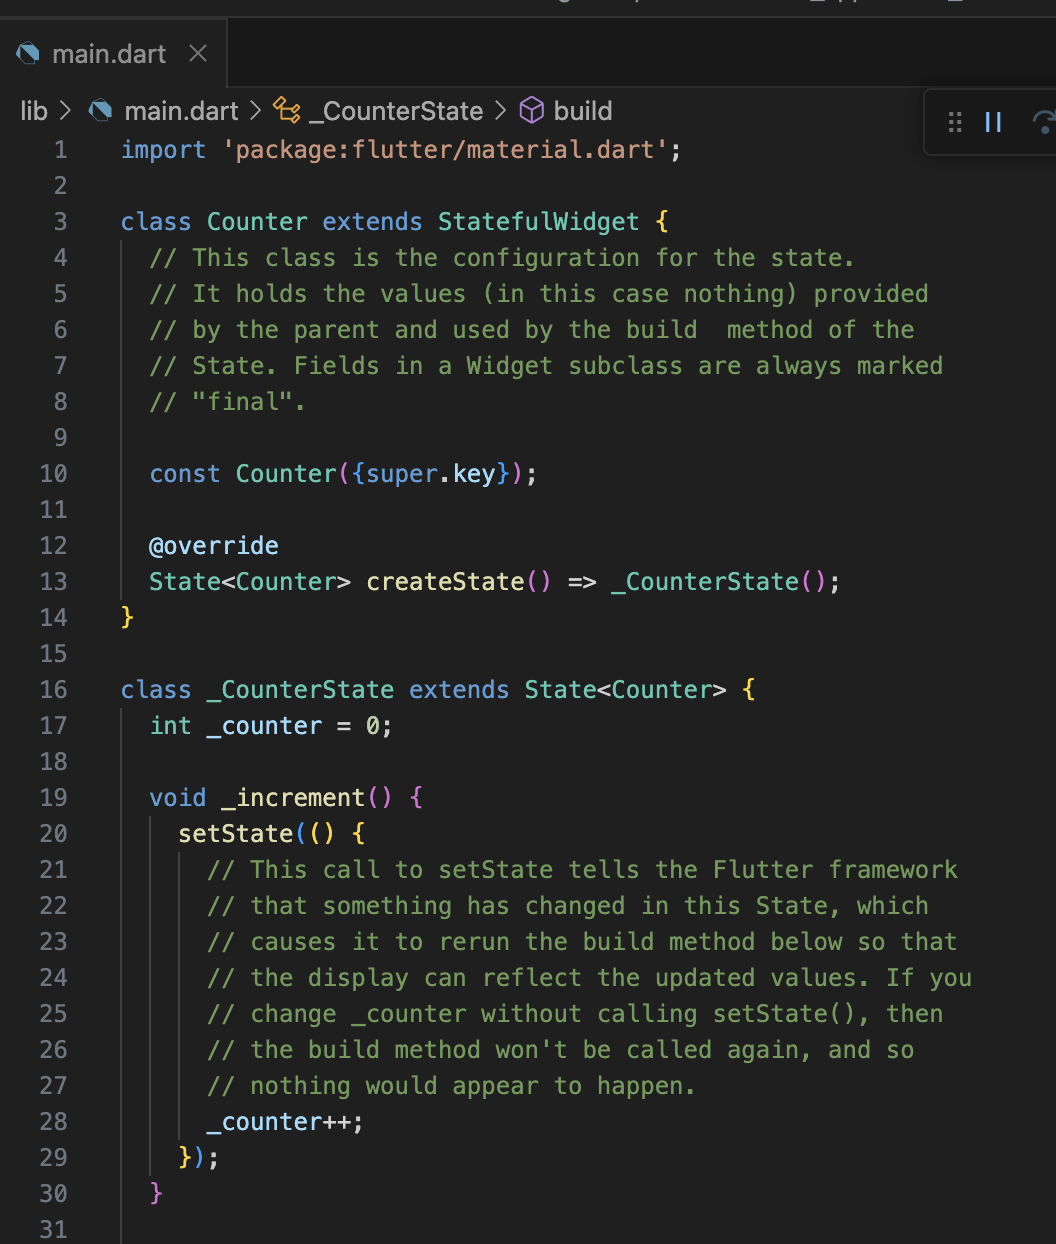 main.dart
lib > main.dart > _CounterState > build
1 import 'package:flutter/material.dart';
2
3 class Counter extends StatefulWidget {
4   // This class is the configuration for the state.
5   // It holds the values (in this case nothing) provided
6   // by the parent and used by the build  method of the
7   // State. Fields in a Widget subclass are always marked
8   // "final".
9
10   const Counter({super.key});
11
12   @override
13   State<Counter> createState() => _CounterState();
14 }
15
16 class _CounterState extends State<Counter> {
17   int _counter = 0;
18
19   void _increment() {
20     setState(() {
21       // This call to setState tells the Flutter framework
22       // that something has changed in this State, which
23       // causes it to rerun the build method below so that
24       // the display can reflect the updated values. If you
25       // change _counter without calling setState(), then
26       // the build method won't be called again, and so
27       // nothing would appear to happen.
28       _counter++;
29     });
30   }
31